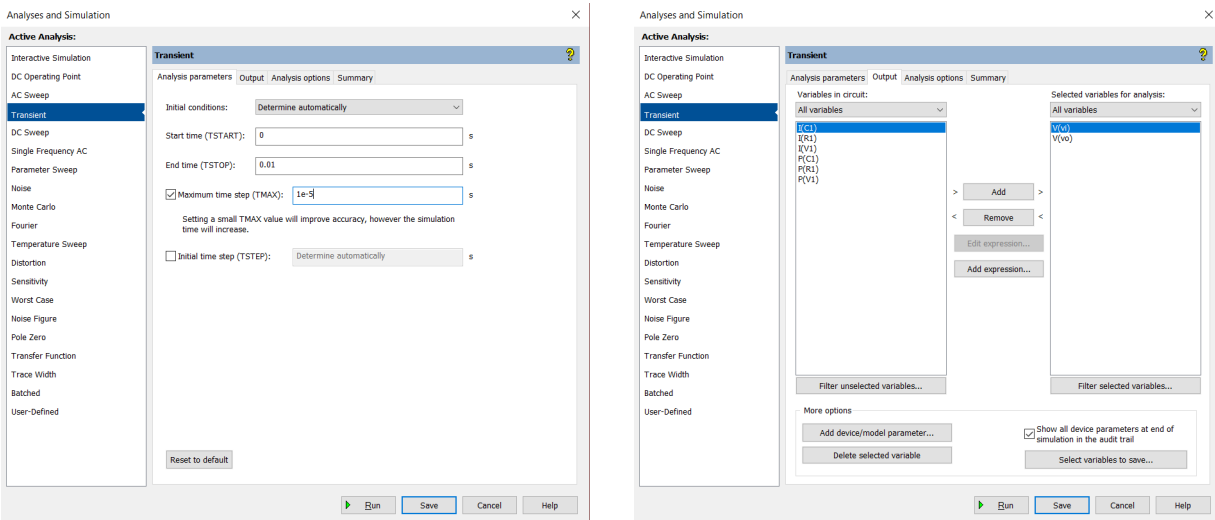 Analyses and Simulation
Active Analysis:
Interactive Simulation
DC Operating Point
AC Sweep
Transient
DC Sweep
Single Frequency AC
Parameter Sweep
Noise
Monte Carlo
Fourier
Temperature Sweep
Distortion
Sensitivity
Worst Case
Noise Figure
Pole Zero
Transfer Function
Trace Width
Batched
User-Defined
Transient
Analysis parameters Output Analysis options Summary
Initial conditions: Determine automatically
Start time (TSTART): 0 s
End time (TSTOP): 0.01 s
Maximum time step (TMAX): 1e-5 s
Setting a small TMAX value will improve accuracy, however the simulation
time will increase.
Initial time step (TSTEP): Determine automatically s
Reset to default
Run Save Cancel Help
Analyses and Simulation
Active Analysis:
Interactive Simulation
DC Operating Point
AC Sweep
Transient
DC Sweep
Single Frequency AC
Parameter Sweep
Noise
Monte Carlo
Fourier
Temperature Sweep
Distortion
Sensitivity
Worst Case
Noise Figure
Pole Zero
Transfer Function
Trace Width
Batched
User-Defined
Transient
Analysis parameters Output Analysis options Summary
Variables in circuit:
All variables
I(C1)
I(R1)
I(V1)
P(C1)
P(R1)
P(V1)
Filter unselected variables...
> Add >
< Remove <
Edit expression...
Add expression...
Selected variables for analysis:
All variables
V(vi)
V(vo)
Filter selected variables...
More options
Add device/model parameter...
Delete selected variable
Show all device parameters at end of
simulation in the audit trail
Select variables to save...
Run Save Cancel Help